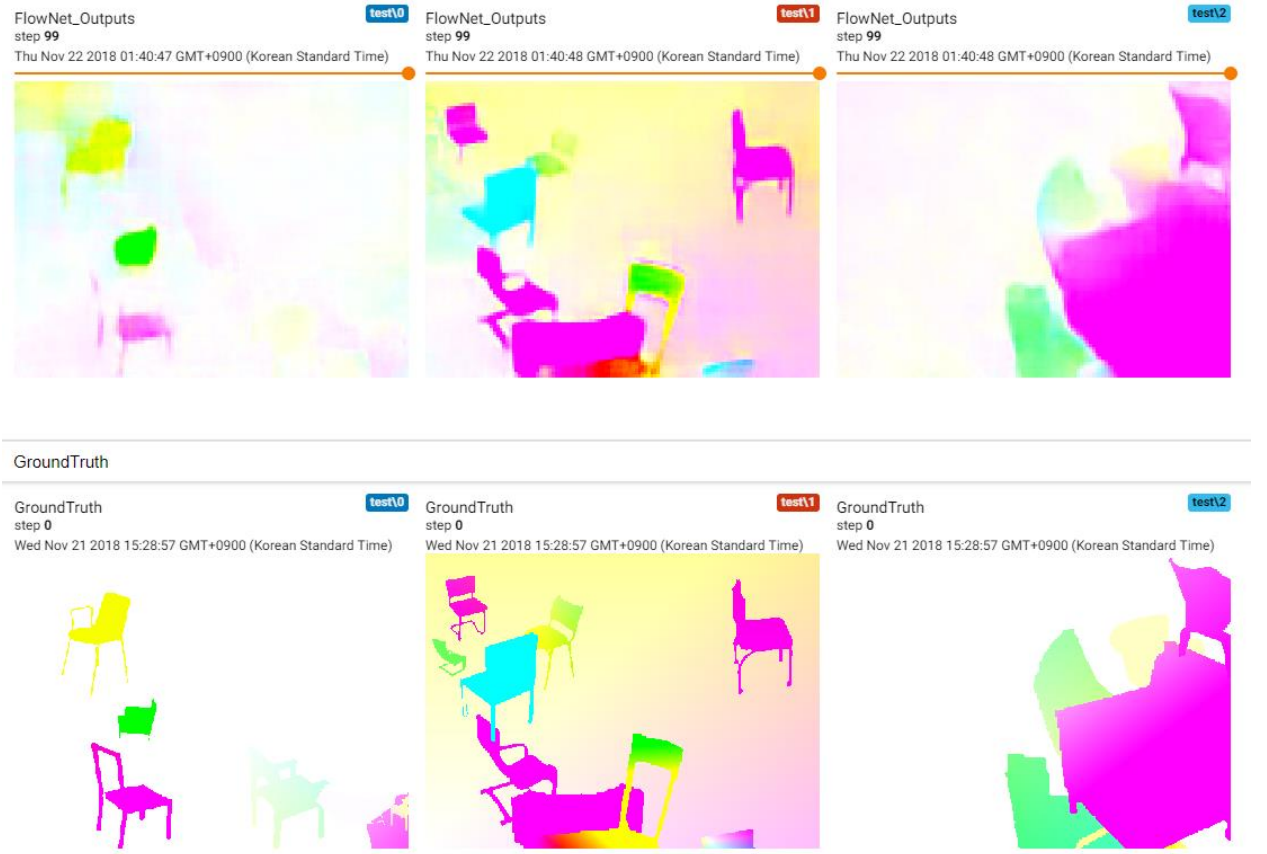 FlowNet_Outputs test\0
step 99
Thu Nov 22 2018 01:40:47 GMT+0900 (Korean Standard Time)
FlowNet_Outputs test\1
step 99
Thu Nov 22 2018 01:40:48 GMT+0900 (Korean Standard Time)
FlowNet_Outputs test\2
step 99
Thu Nov 22 2018 01:40:48 GMT+0900 (Korean Standard Time)
GroundTruth
GroundTruth test\0
step 0
Wed Nov 21 2018 15:28:57 GMT+0900 (Korean Standard Time)
GroundTruth test\1
step 0
Wed Nov 21 2018 15:28:57 GMT+0900 (Korean Standard Time)
GroundTruth test\2
step 0
Wed Nov 21 2018 15:28:57 GMT+0900 (Korean Standard Time)